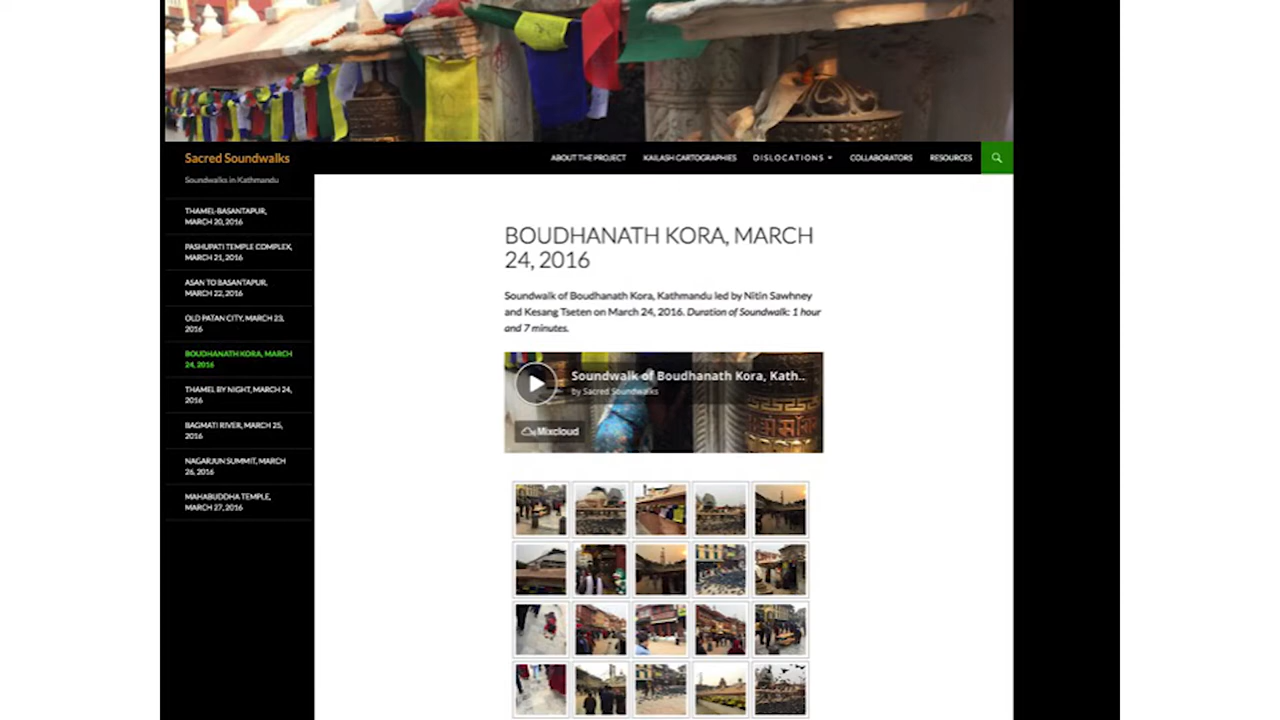 Sacred Soundwalks
Soundwalks in Kathmandu
ABOUT THE PROJECT
KAILASH CARTOGRAPHIES
DISLOCATIONS
COLLABORATORS
RESOURCES
THAMEL-BASANTAPUR,
MARCH 20, 2016
PASHUPATI TEMPLE COMPLEX,
MARCH 21, 2016
ASAN TO BASANTAPUR,
MARCH 22, 2016
OLD PATAN CITY, MARCH 23,
2016
BOUDHANATH KORA, MARCH
24, 2016
THAMEL BY NIGHT, MARCH 24,
2016
BAGMATI RIVER, MARCH 25,
2016
NAGARJUN SUMMIT, MARCH
26, 2016
MAHABUDDHA TEMPLE,
MARCH 27, 2016
BOUDHANATH KORA, MARCH
24, 2016
Soundwalk of Boudhanath Kora, Kathmandu led by Nitin Sawhney
and Kesang Tseten on March 24, 2016. Duration of Soundwalk: 1 hour
and 7 minutes.
Soundwalk of Boudhanath Kora, Kath..
by Sacred Soundwalks
Mixcloud